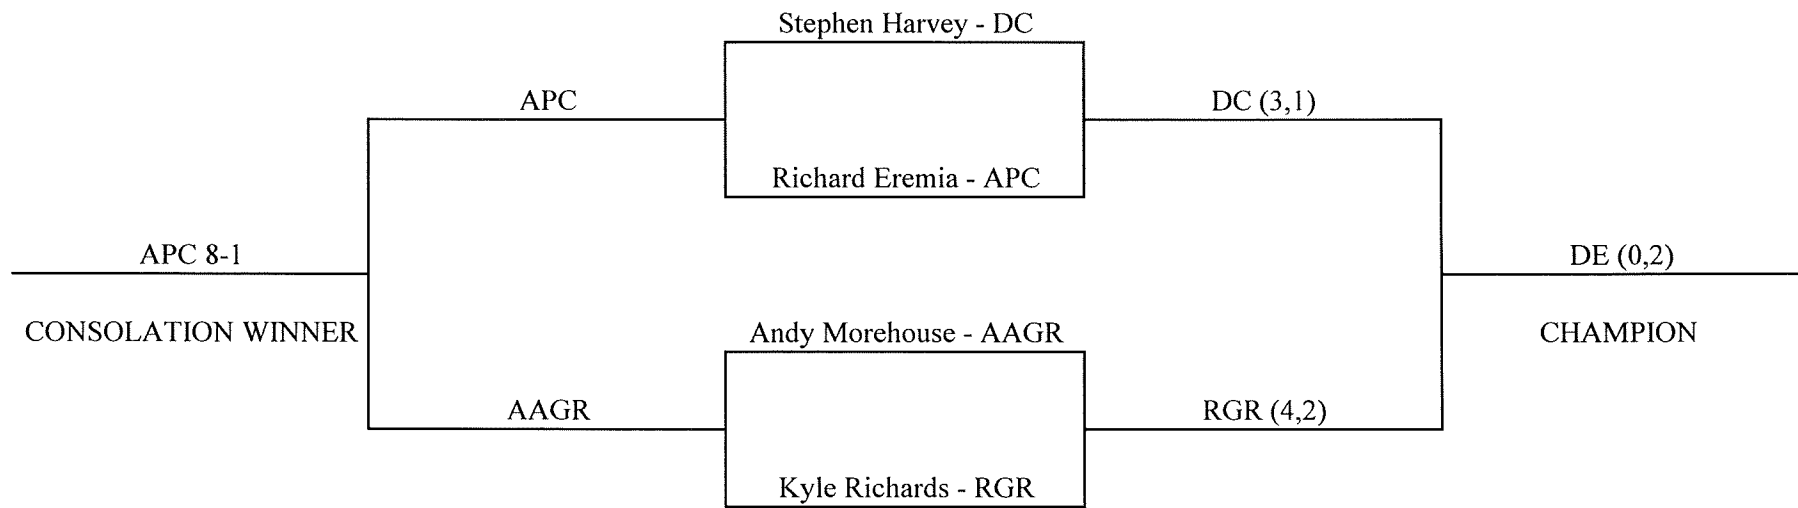 Stephen Harvey - DC
APC
DC (3,1)
Richard Eremia - APC
APC 8-1
DE (0,2)
CONSOLATION WINNER
Andy Morehouse - AAGR
CHAMPION
AAGR
RGR (4,2)
Kyle Richards - RGR